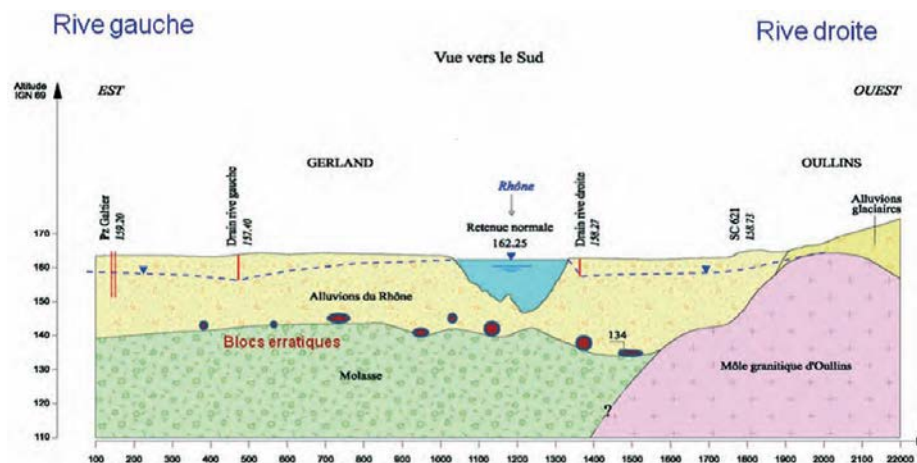 Rive gauche
Rive droite
Vue vers le Sud
Altitude
IGN 69
EST
OUEST
GERLAND
OULLINS
Pz Galtier
159.20
Drain rive gauche
157.40
Rhône
Retenue normale
162.25
Drain rive droite
158.27
SC 621
158.73
Alluvions
glaciaires
170
160
150
140
130
120
110
Alluvions du Rhône
134
Blocs erratiques
Molasse
Môle granitique d'Oullins
?
100 200 300 400 500 600 700 800 900 1000 1100 1200 1300 1400 1500 1600 1700 1800 1900 2000 2100 22000